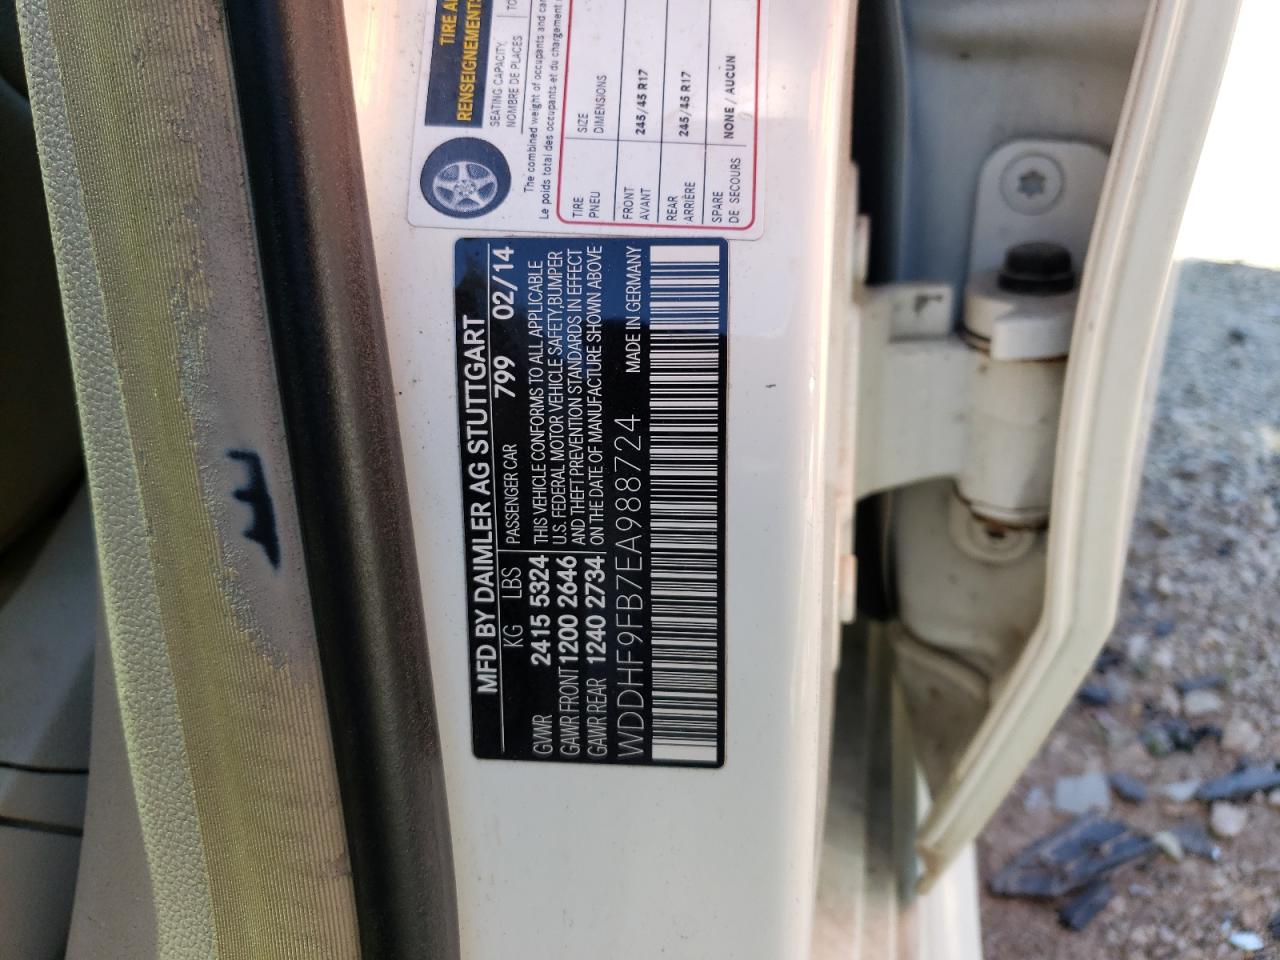 TIRE
RENSEIGNEMENTS
SEATING CAPACITY,
NOMBRE DE PLACES
The combined weight of occupants and
Le poids total des occupants et du chargement
TIRE SIZE
PNEU DIMENSIONS
FRONT 245/45 R17
AVANT
REAR 245/45 R17
ARRIÈRE
SPARE NONE / AUCUN
DE SECOURS
MFD BY DAIMLER AG STUTTGART
KG LBS PASSENGER CAR 799 02/14
GVWR 2415 5324 THIS VEHICLE CONFORMS TO ALL APPLICABLE
U.S. FEDERAL MOTOR VEHICLE SAFETY,BUMPER
GAWR FRONT 1200 2646 AND THEFT PREVENTION STANDARDS IN EFFECT
GAWR REAR 1240 2734 ON THE DATE OF MANUFACTURE SHOWN ABOVE
WDDHF9FB7EA988724 MADE IN GERMANY